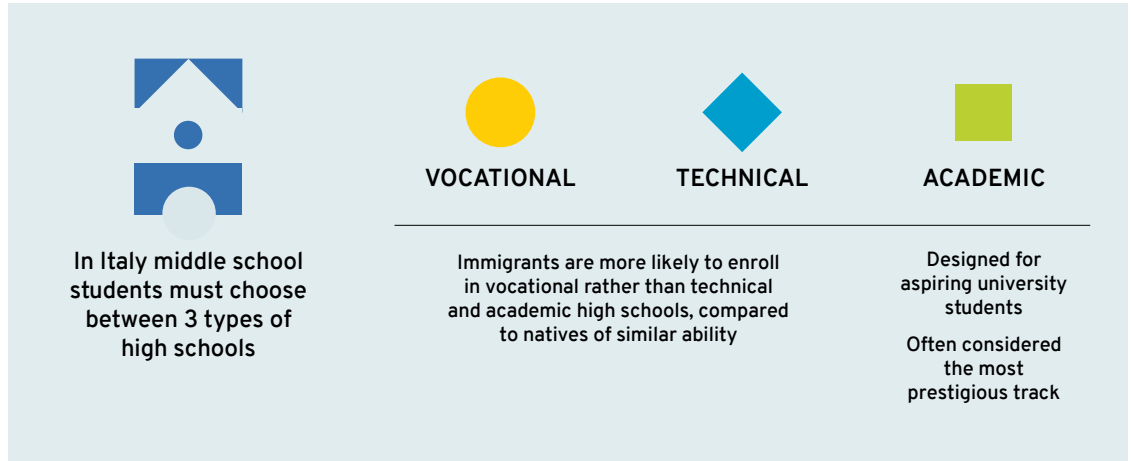 In Italy middle school
students must choose
between 3 types of
high schools
VOCATIONAL
TECHNICAL
ACADEMIC
Immigrants are more likely to enroll
in vocational rather than technical
and academic high schools, compared
to natives of similar ability
Designed for
aspiring university
students
Often considered
the most
prestigious track